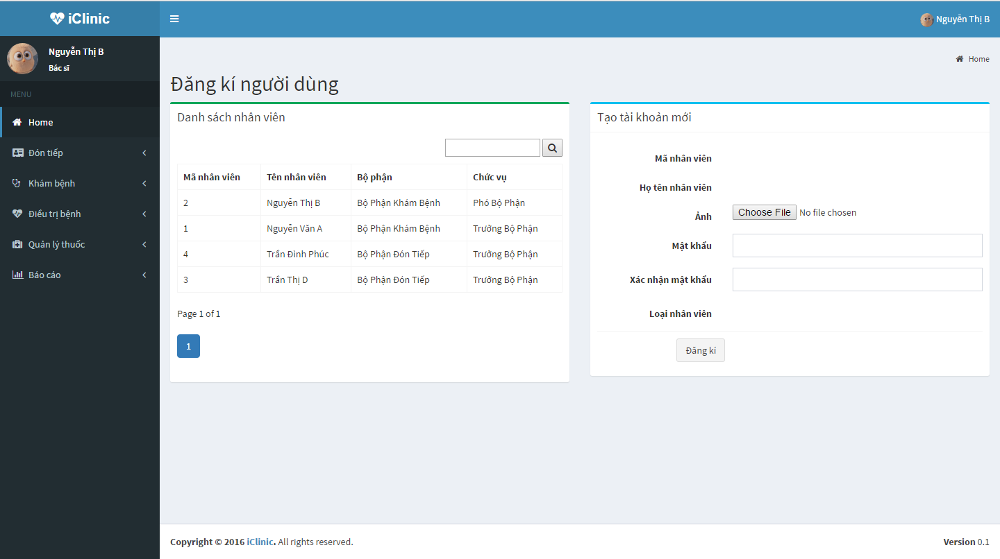 iClinic
Nguyễn Thị B
Nguyễn Thị B
Bác sĩ
MENU
Home
Đón tiếp
Khám bệnh
Điều trị bệnh
Quản lý thuốc
Báo cáo
Home
Đăng kí người dùng
Danh sách nhân viên
Mã nhân viên Tên nhân viên Bộ phận Chức vụ
2 Nguyễn Thị B Bộ Phận Khám Bệnh Phó Bộ Phận
1 Nguyễn Văn A Bộ Phận Khám Bệnh Trưởng Bộ Phận
4 Trần Đình Phúc Bộ Phận Đón Tiếp Trưởng Bộ Phận
3 Trần Thị D Bộ Phận Đón Tiếp Trưởng Bộ Phận
Page 1 of 1
1
Tạo tài khoản mới
Mã nhân viên
Họ tên nhân viên
Ảnh Choose File No file chosen
Mật khẩu
Xác nhận mật khẩu
Loại nhân viên
Đăng kí
Copyright © 2016 iClinic. All rights reserved.
Version 0.1